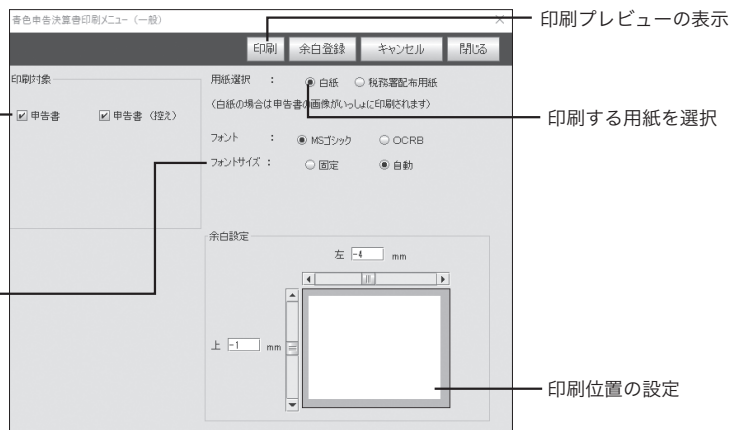 青色申告決算書印刷メニュー（一般）
印刷プレビューの表示
印刷 余白登録 キャンセル 閉じる
印刷対象
申告書 申告書（控え）
用紙選択 ： 白紙 税務署配布用紙
（白紙の場合は申告書の画像がいっしょに印刷されます）
印刷する用紙を選択
フォント ： MSゴシック OCRB
フォントサイズ ： 固定 自動
余白設定
左 -4 mm
上 -1 mm
印刷位置の設定